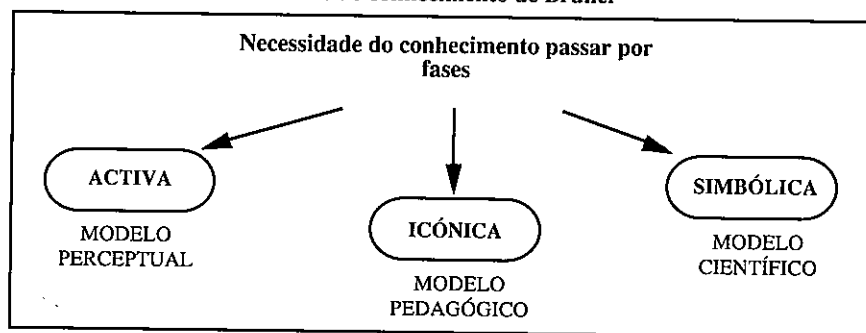 Necessidade do conhecimento passar por
fases
ACTIVA
MODELO
PERCEPTUAL
ICÓNICA
MODELO
PEDAGÓGICO
SIMBÓLICA
MODELO
CIENTÍFICO